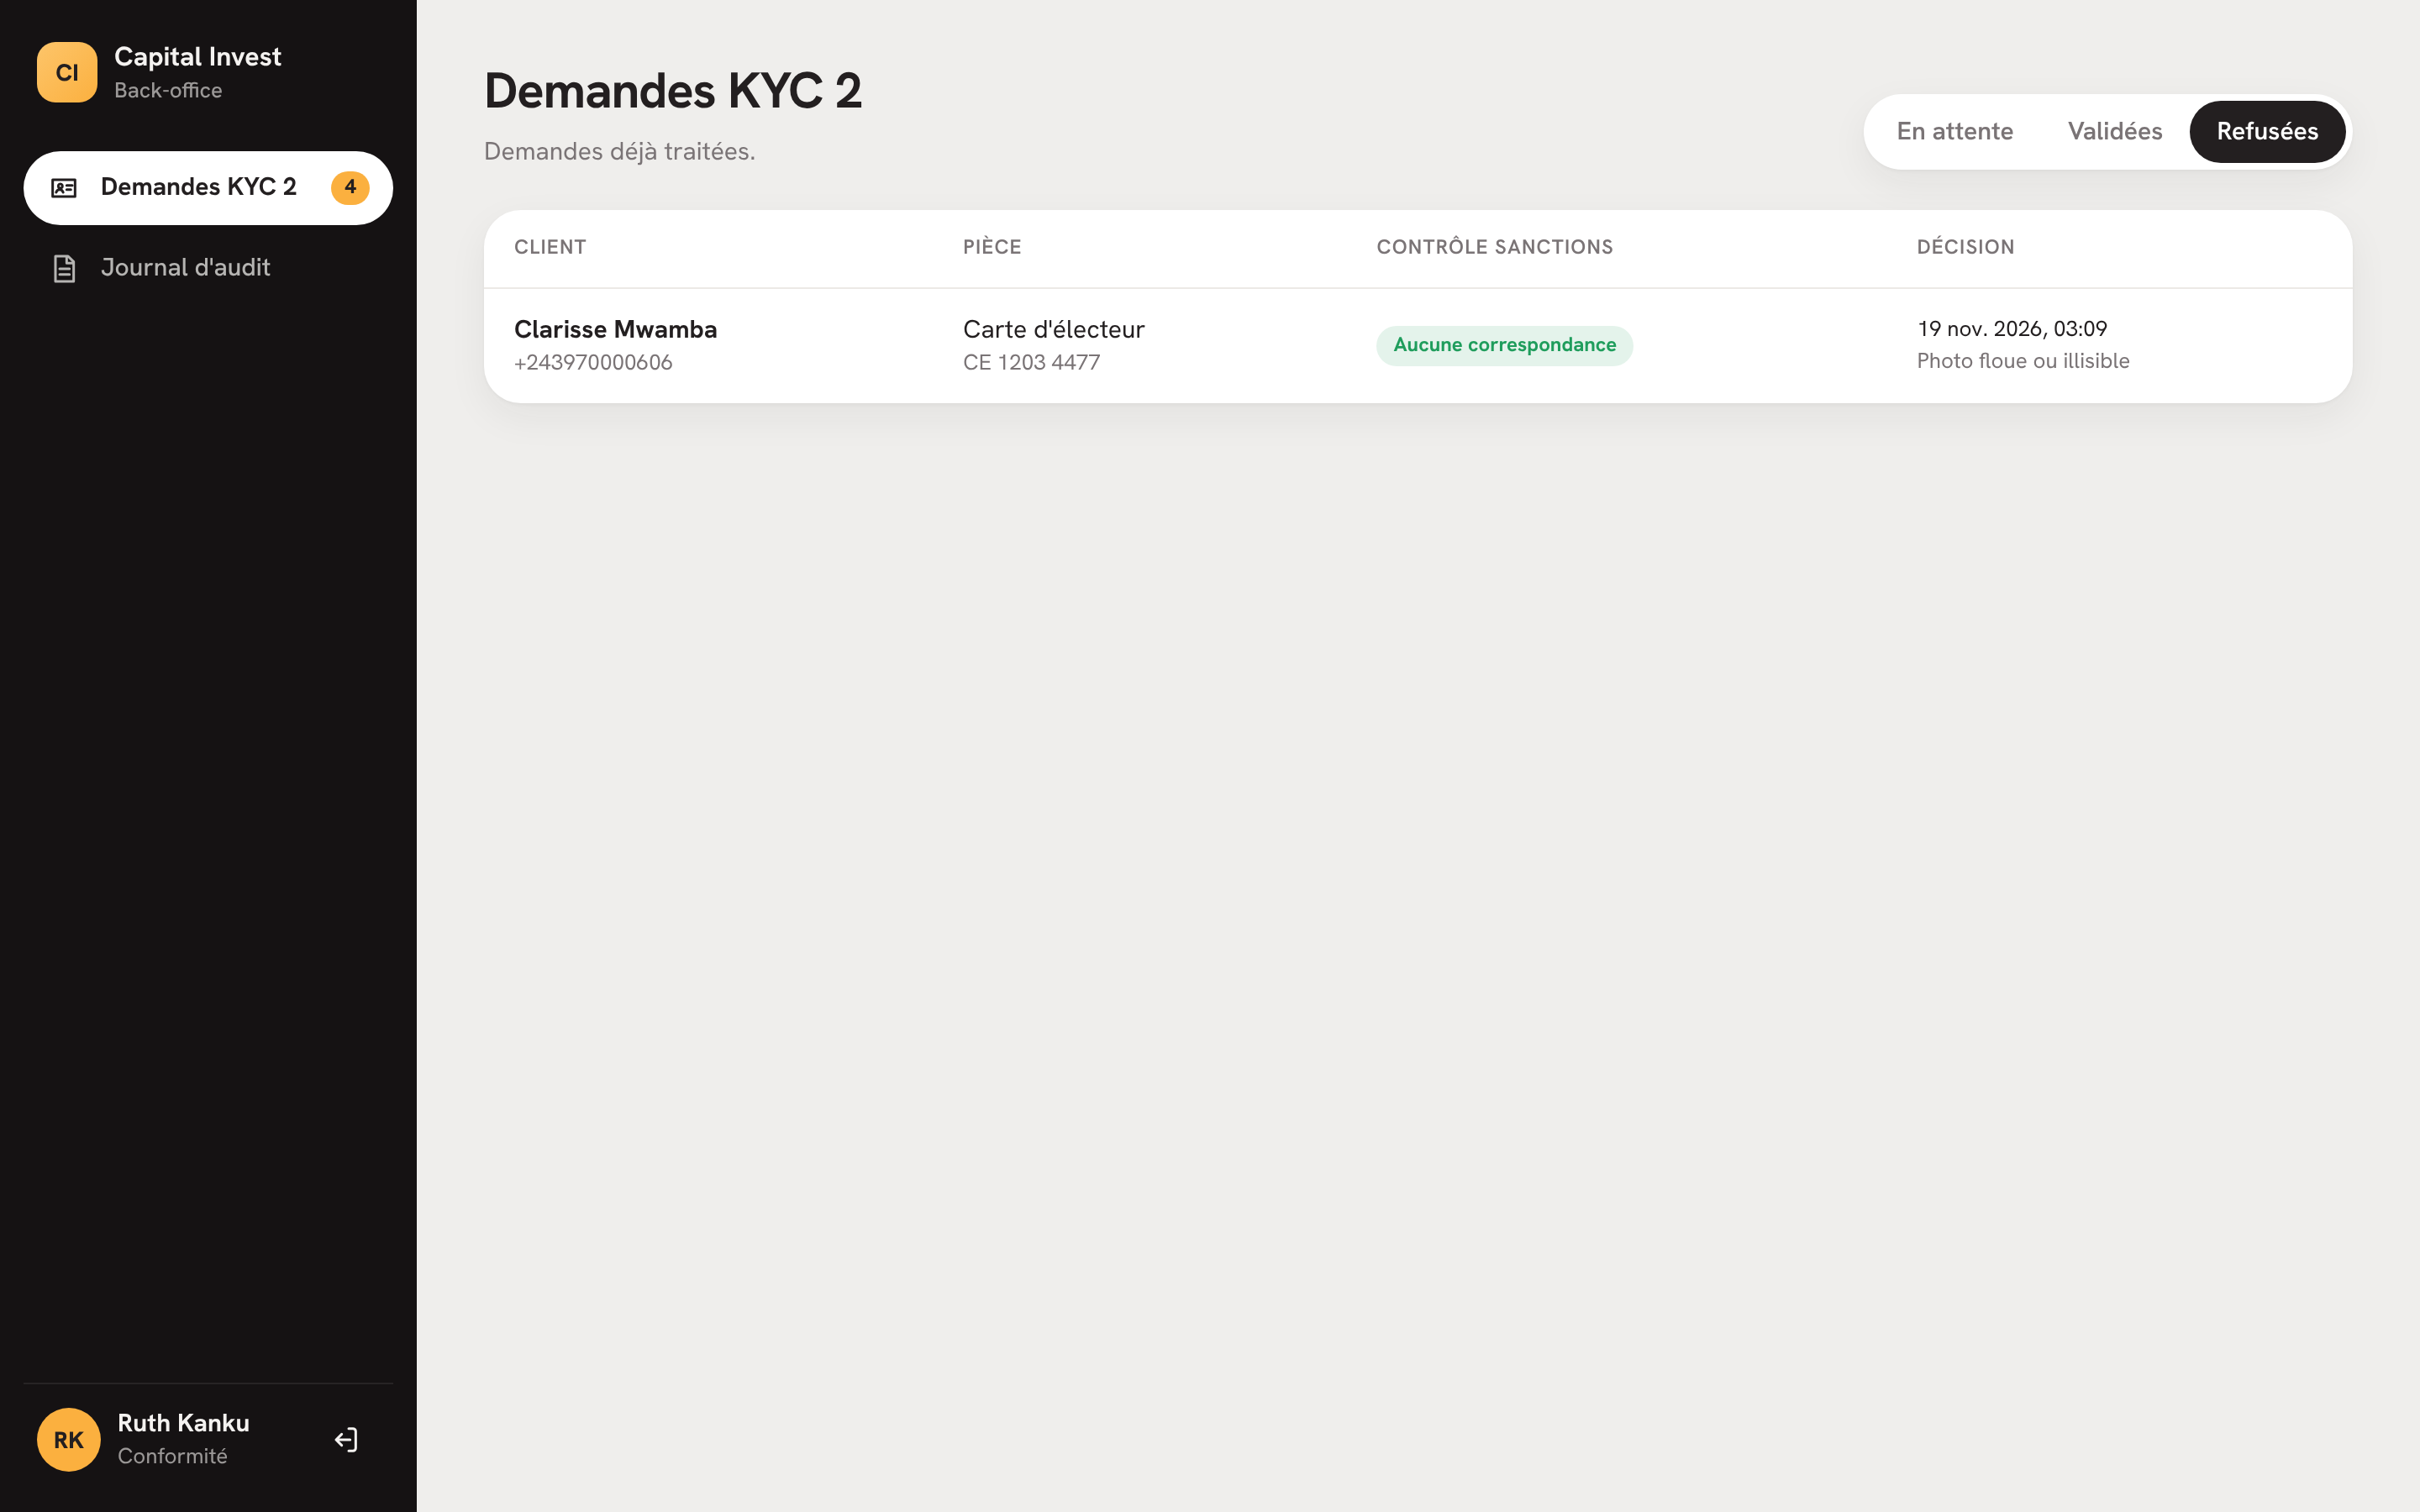 CI
Capital Invest
Back-office
Demandes KYC 2
4
Journal d'audit
RK
Ruth Kanku
Conformité
Demandes KYC 2
Demandes déjà traitées.
En attente
Validées
Refusées
CLIENT
PIÈCE
CONTRÔLE SANCTIONS
DÉCISION
Clarisse Mwamba
+243970000606
Carte d'électeur
CE 1203 4477
Aucune correspondance
19 nov. 2026, 03:09
Photo floue ou illisible